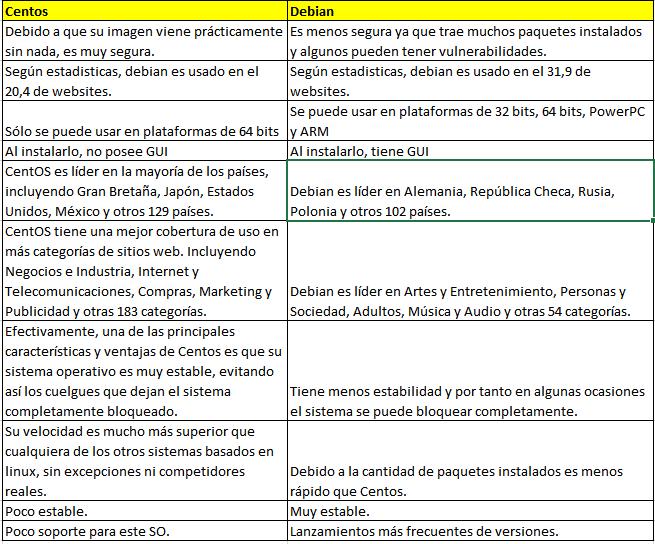 Centos
Debian
Debido a que su imagen viene prácticamente
sin nada, es muy segura.
Es menos segura ya que trae muchos paquetes instalados
y algunos pueden tener vulnerabilidades.
Según estadisticas, debian es usado en el
20,4 de websites.
Según estadisticas, debian es usado en el 31,9 de
websites.
Sólo se puede usar en plataformas de 64 bits
Se puede usar en plataformas de 32 bits, 64 bits, PowerPC
y ARM
Al instalarlo, no posee GUI
Al instalarlo, tiene GUI
CentOS es líder en la mayoría de los países,
incluyendo Gran Bretaña, Japón, Estados
Unidos, México y otros 129 países.
Debian es líder en Alemania, República Checa, Rusia,
Polonia y otros 102 países.
CentOS tiene una mejor cobertura de uso en
más categorías de sitios web. Incluyendo
Negocios e Industria, Internet y
Telecomunicaciones, Compras, Marketing y
Publicidad y otras 183 categorías.
Debian es líder en Artes y Entretenimiento, Personas y
Sociedad, Adultos, Música y Audio y otras 54 categorías.
Efectivamente, una de las principales
características y ventajas de Centos es que su
sistema operativo es muy estable, evitando
así los cuelgues que dejan el sistema
completamente bloqueado.
Tiene menos estabilidad y por tanto en algunas ocasiones
el sistema se puede bloquear completamente.
Su velocidad es mucho más superior que
cualquiera de los otros sistemas basados en
linux, sin excepciones ni competidores
reales.
Debido a la cantidad de paquetes instalados es menos
rápido que Centos.
Poco estable.
Muy estable.
Poco soporte para este SO.
Lanzamientos más frecuentes de versiones.